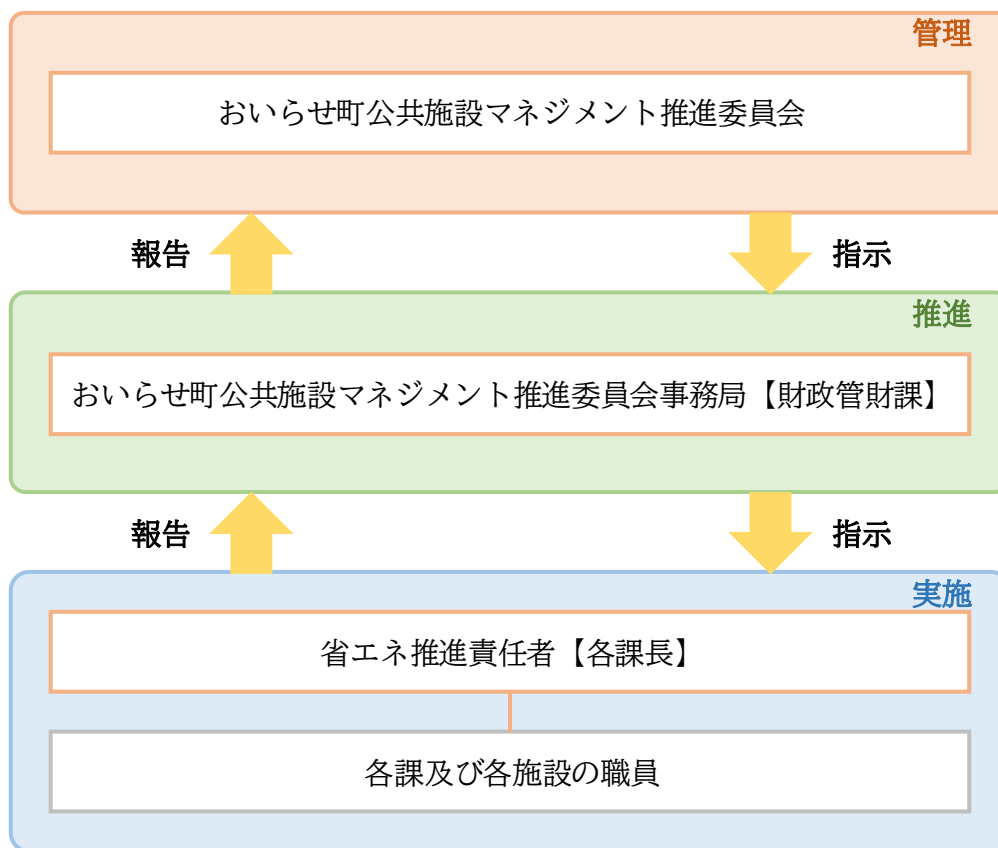 管理
おいらせ町公共施設マネジメント推進委員会
報告
指示
推進
おいらせ町公共施設マネジメント推進委員会事務局【財政管財課】
報告
指示
実施
省エネ推進責任者【各課長】
各課及び各施設の職員